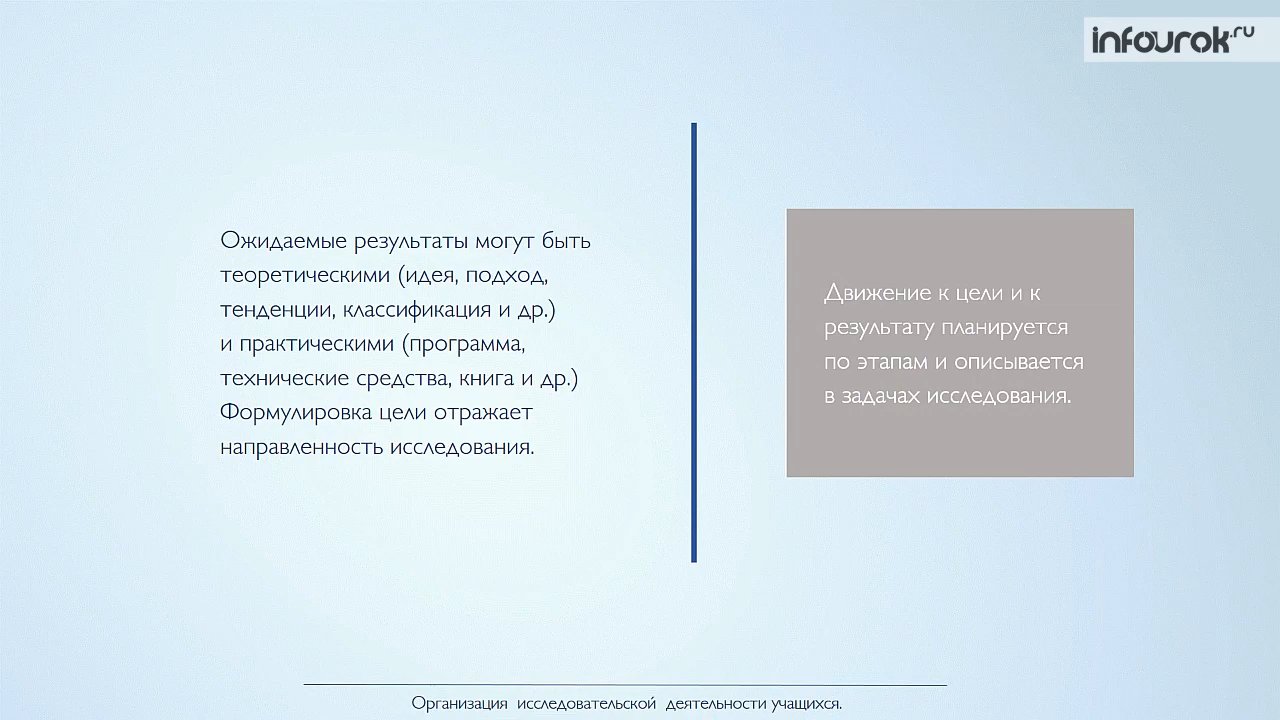 infourok.ru
Ожидаемые результаты могут быть
теоретическими (идея, подход,
тенденции, классификация и др.)
и практическими (программа,
технические средства, книга и др.)
Формулировка цели отражает
направленность исследования.
Движение к цели и к
результату планируется
по этапам и описывается
в задачах исследования.
Организация исследовательской деятельности учащихся.